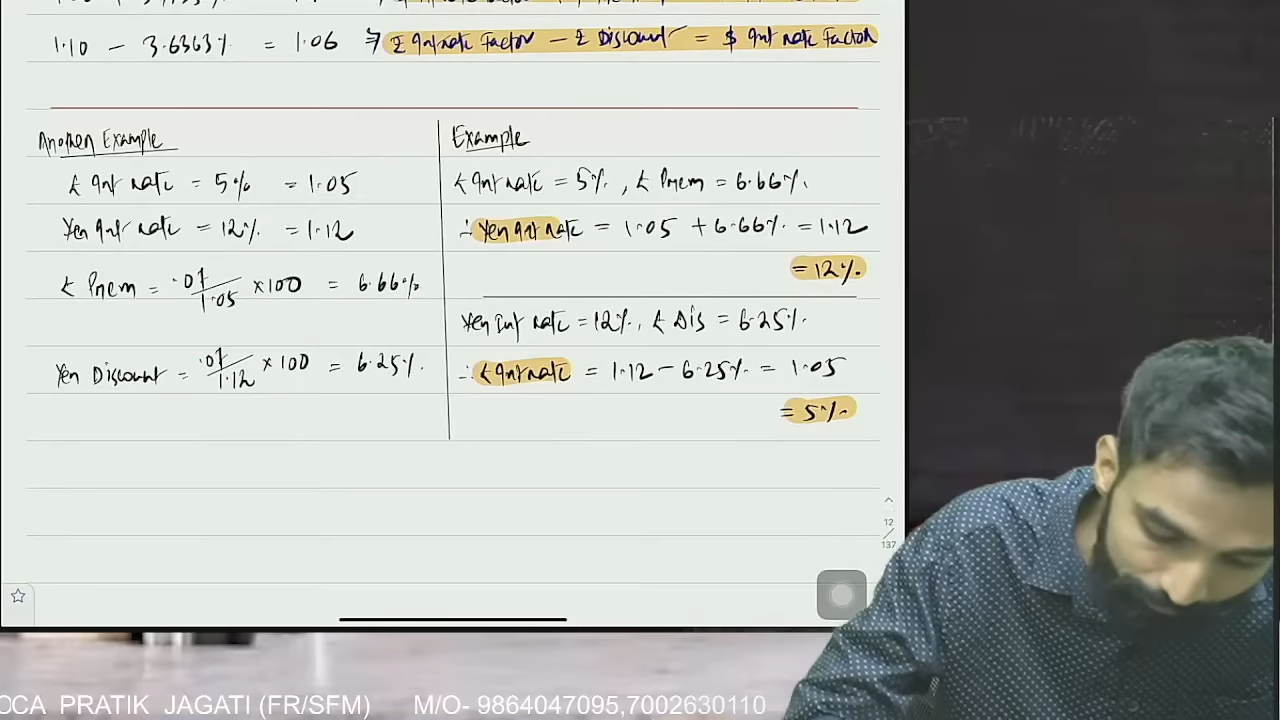 1.10 - 3.6363% = 1.06 ⇒ ₹ Int rate Factor - ₹ Discount = $ Int rate Factor
Another Example
£ Int rate = 5% = 1.05
Yen Int rate = 12% = 1.12
£ Prem = .07/1.05 ×100 = 6.66%
Yen Discount = .07/1.12 × 100 = 6.25%.
Example
£ Int rate = 5%, £ Prem = 6.66%
∴ Yen Int rate = 1.05 + 6.66% = 1.12
= 12%.
Yen Int rate = 12%, £ Dis = 6.25%.
∴ £ Int rate = 1.12 - 6.25% = 1.05
= 5%.
12
137
OCA PRATIK JAGATI (FR/SFM) M/O- 9864047095,7002630110